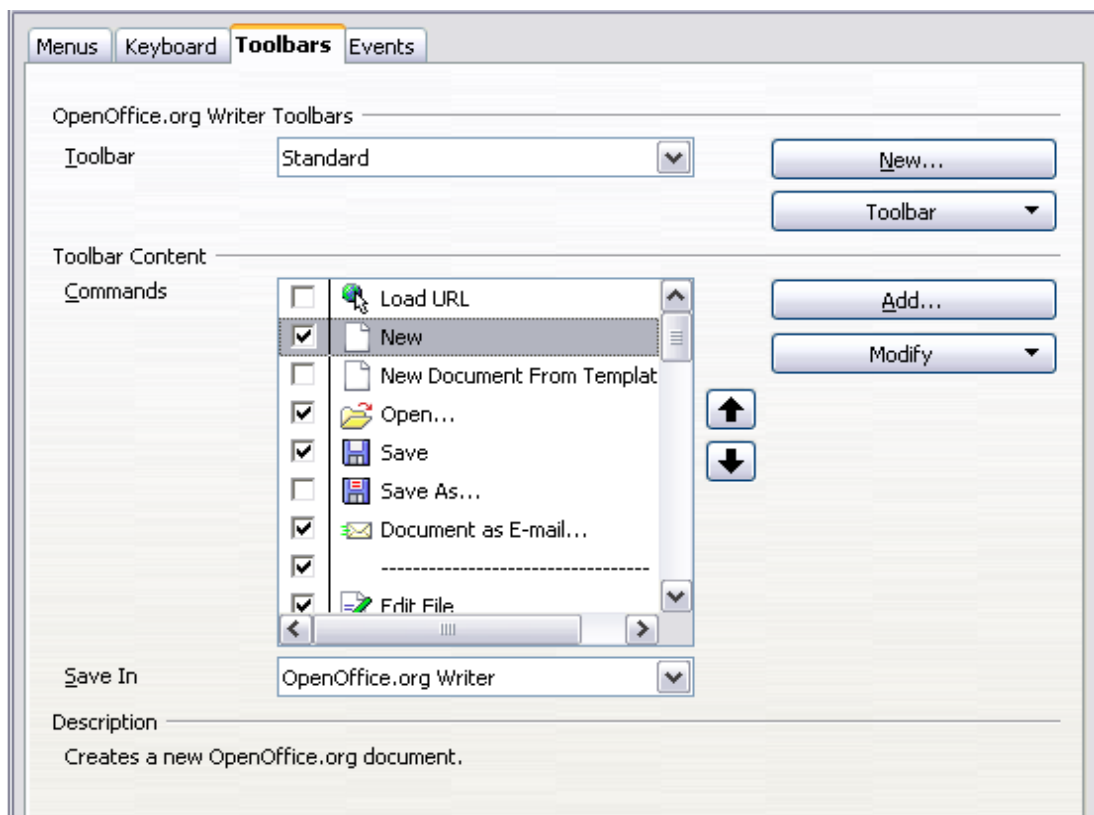 Menus Keyboard Toolbars Events
OpenOffice.org Writer Toolbars
Toolbar Standard New...
Toolbar
Toolbar Content
Commands Load URL Add...
New
Modify
New Document From Templat
Open...
Save
Save As...
Document as E-mail...
---------------------------------
Edit File
Save In OpenOffice.org Writer
Description
Creates a new OpenOffice.org document.